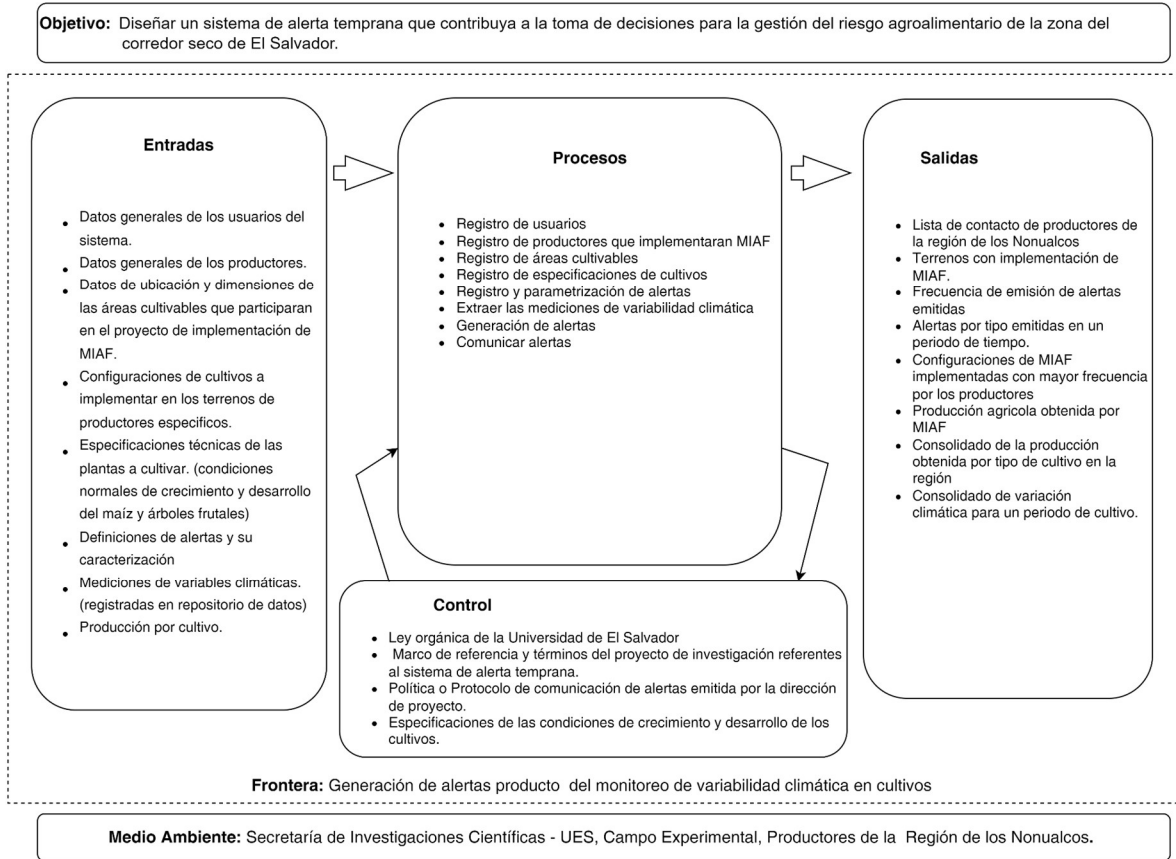 Objetivo: Diseñar un sistema de alerta temprana que contribuya a la toma de decisiones para la gestión del riesgo agroalimentario de la zona del
corredor seco de El Salvador.
Entradas
• Datos generales de los usuarios del
sistema.
• Datos generales de los productores.
• Datos de ubicación y dimensiones de
las áreas cultivables que participaran
en el proyecto de implementación de
MIAF.
• Configuraciones de cultivos a
implementar en los terrenos de
productores especificos.
• Especificaciones técnicas de las
plantas a cultivar. (condiciones
normales de crecimiento y desarrollo
del maíz y árboles frutales)
• Definiciones de alertas y su
caracterización
• Mediciones de variables climáticas.
(registradas en repositorio de datos)
• Producción por cultivo.
Procesos
• Registro de usuarios
• Registro de productores que implementaran MIAF
• Registro de áreas cultivables
• Registro de especificaciones de cultivos
• Registro y parametrización de alertas
• Extraer las mediciones de variabilidad climática
• Generación de alertas
• Comunicar alertas
Salidas
• Lista de contacto de productores de
la región de los Nonualcos
• Terrenos con implementación de
MIAF.
• Frecuencia de emisión de alertas
emitidas
• Alertas por tipo emitidas en un
periodo de tiempo.
• Configuraciones de MIAF
implementadas con mayor frecuencia
por los productores
• Producción agricola obtenida por
MIAF
• Consolidado de la producción
obtenida por tipo de cultivo en la
región
• Consolidado de variación
climática para un periodo de cultivo.
Control
• Ley orgánica de la Universidad de El Salvador
• Marco de referencia y términos del proyecto de investigación referentes
al sistema de alerta temprana.
• Política o Protocolo de comunicación de alertas emitida por la dirección
de proyecto.
• Especificaciones de las condiciones de crecimiento y desarrollo de los
cultivos.
Frontera: Generación de alertas producto del monitoreo de variabilidad climática en cultivos
Medio Ambiente: Secretaría de Investigaciones Científicas - UES, Campo Experimental, Productores de la Región de los Nonualcos.